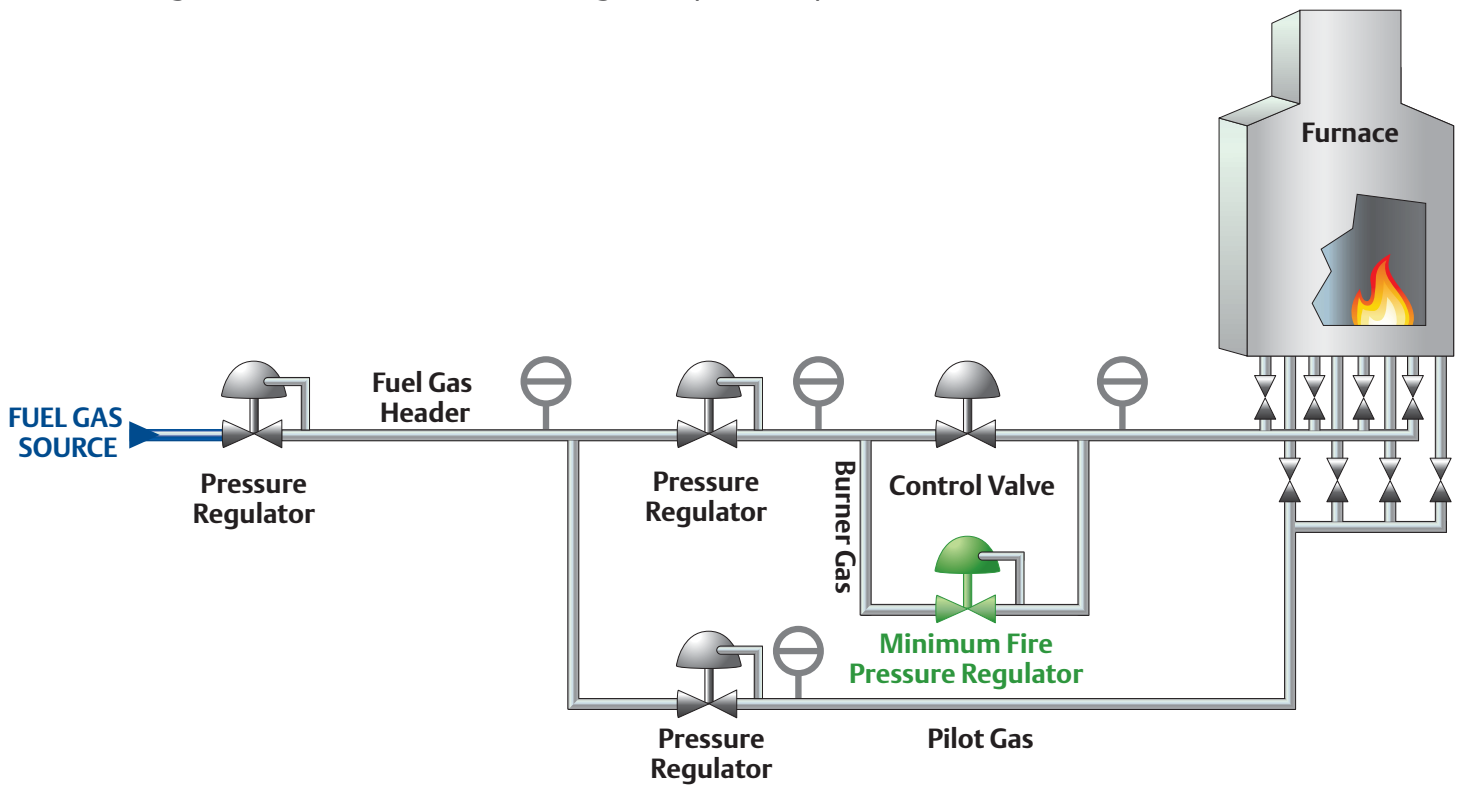 Furnace
Fuel Gas
Header
FUEL GAS
SOURCE
Pressure
Regulator
Pressure
Regulator
Burner Gas
Control Valve
Minimum Fire
Pressure Regulator
Pressure
Regulator
Pilot Gas